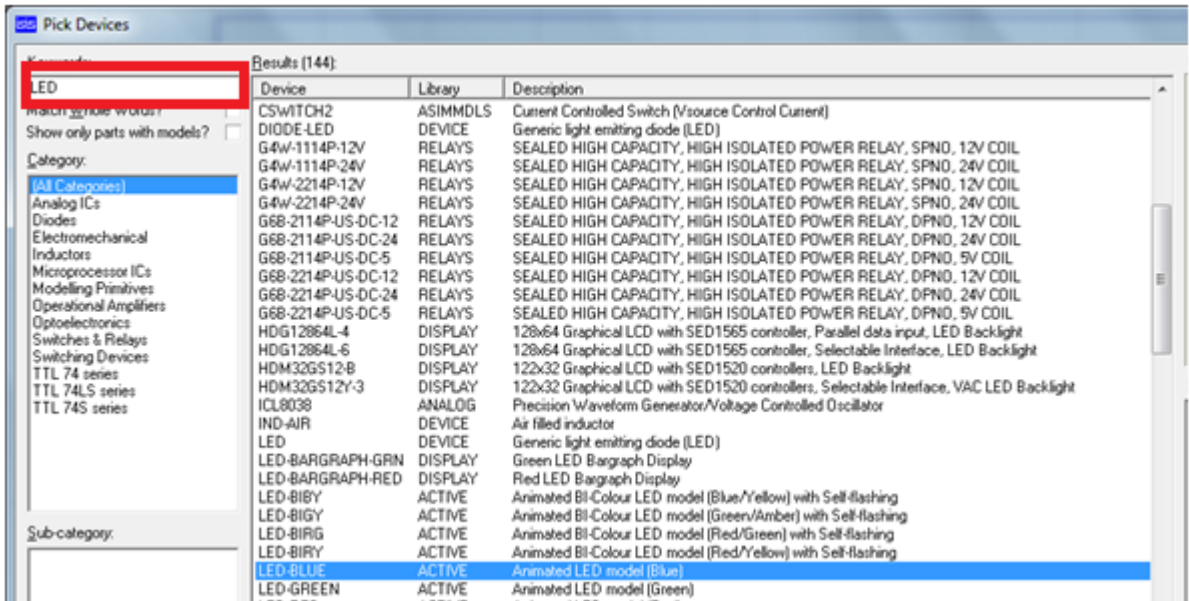 ISIS Pick Devices
Keywords:
LED
Match whole words?
Show only parts with models?
Category:
(All Categories)
Analog ICs
Diodes
Electromechanical
Inductors
Microprocessor ICs
Modelling Primitives
Operational Amplifiers
Optoelectronics
Switches & Relays
Switching Devices
TTL 74 series
TTL 74LS series
TTL 74S series
Sub-category:
Results (144):
Device Library Description
CSWITCH2 ASIMMDLS Current Controlled Switch (Vsource Control Current)
DIODE-LED DEVICE Generic light emitting diode (LED)
G4W-1114P-12V RELAYS SEALED HIGH CAPACITY, HIGH ISOLATED POWER RELAY, SPNO, 12V COIL
G4W-1114P-24V RELAYS SEALED HIGH CAPACITY, HIGH ISOLATED POWER RELAY, SPNO, 24V COIL
G4W-2214P-12V RELAYS SEALED HIGH CAPACITY, HIGH ISOLATED POWER RELAY, SPNO, 12V COIL
G4W-2214P-24V RELAYS SEALED HIGH CAPACITY, HIGH ISOLATED POWER RELAY, SPNO, 24V COIL
G6B-2114P-US-DC-12 RELAYS SEALED HIGH CAPACITY, HIGH ISOLATED POWER RELAY, DPNO, 12V COIL
G6B-2114P-US-DC-24 RELAYS SEALED HIGH CAPACITY, HIGH ISOLATED POWER RELAY, DPNO, 24V COIL
G6B-2114P-US-DC-5 RELAYS SEALED HIGH CAPACITY, HIGH ISOLATED POWER RELAY, DPNO, 5V COIL
G6B-2214P-US-DC-12 RELAYS SEALED HIGH CAPACITY, HIGH ISOLATED POWER RELAY, DPNO, 12V COIL
G6B-2214P-US-DC-24 RELAYS SEALED HIGH CAPACITY, HIGH ISOLATED POWER RELAY, DPNO, 24V COIL
G6B-2214P-US-DC-5 RELAYS SEALED HIGH CAPACITY, HIGH ISOLATED POWER RELAY, DPNO, 5V COIL
HDG12864L-4 DISPLAY 128x64 Graphical LCD with SED1565 controller, Parallel data input, LED Backlight
HDG12864L-6 DISPLAY 128x64 Graphical LCD with SED1565 controller, Selectable Interface, LED Backlight
HDM32GS12-B DISPLAY 122x32 Graphical LCD with SED1520 controllers, LED Backlight
HDM32GS12Y-3 DISPLAY 122x32 Graphical LCD with SED1520 controllers, Selectable Interface, VAC LED Backlight
ICL8038 ANALOG Precision Waveform Generator/Voltage Controlled Oscillator
IND-AIR DEVICE Air filled inductor
LED DEVICE Generic light emitting diode (LED)
LED-BARGRAPH-GRN DISPLAY Green LED Bargraph Display
LED-BARGRAPH-RED DISPLAY Red LED Bargraph Display
LED-BIBY ACTIVE Animated BI-Colour LED model (Blue/Yellow) with Self-flashing
LED-BIGY ACTIVE Animated BI-Colour LED model (Green/Amber) with Self-flashing
LED-BIRG ACTIVE Animated BI-Colour LED model (Red/Green) with Self-flashing
LED-BIRY ACTIVE Animated BI-Colour LED model (Red/Yellow) with Self-flashing
LED-BLUE ACTIVE Animated LED model (Blue)
LED-GREEN ACTIVE Animated LED model (Green)